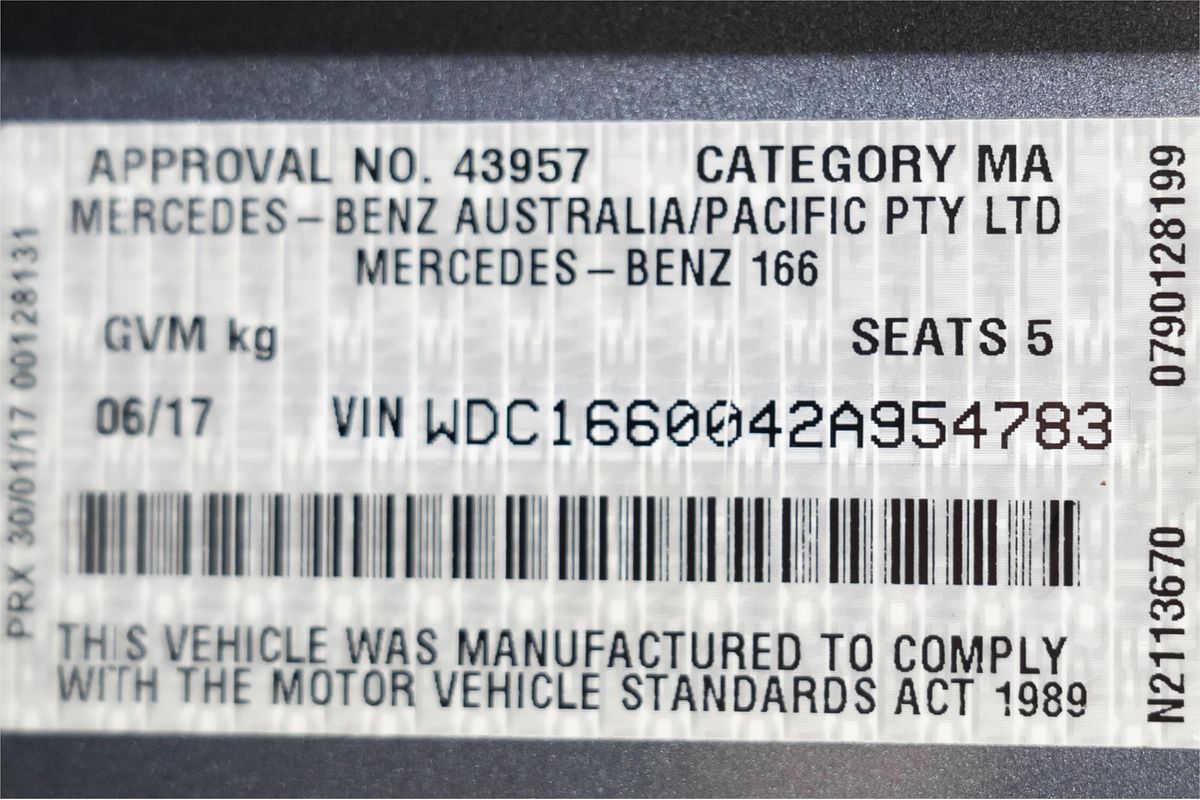 APPROVAL NO. 43957 CATEGORY MA
MERCEDES-BENZ AUSTRALIA/PACIFIC PTY LTD
MERCEDES-BENZ 166
GVM kg SEATS 5
06/17 VIN WDC1660042A954783
THIS VEHICLE WAS MANUFACTURED TO COMPLY
WITH THE MOTOR VEHICLE STANDARDS ACT 1989
PRX 30/01/17 00128131
N2113670 0790128199